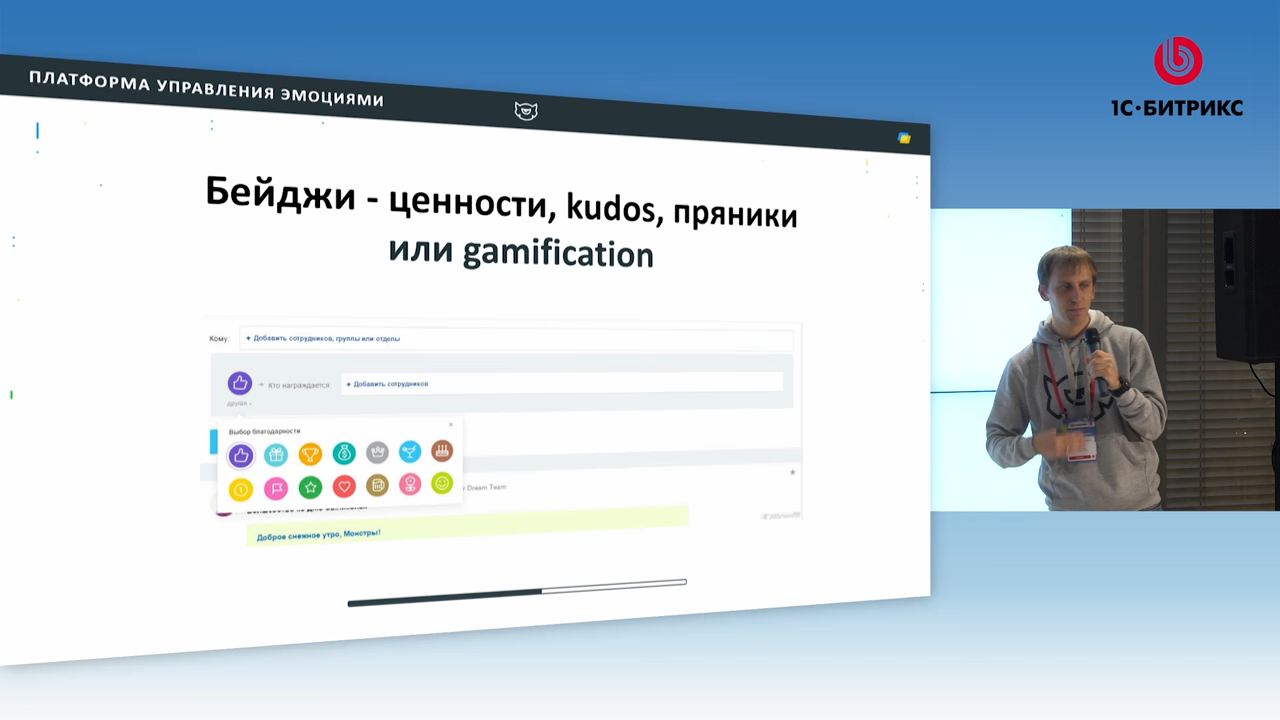 ПЛАТФОРМА УПРАВЛЕНИЯ ЭМОЦИЯМИ
1С·БИТРИКС
Бейджи - ценности, kudos, пряники
или gamification
Кому:
+ Добавить сотрудников, группы или отделы
→ Кто награждается:
+ Добавить сотрудников
другая
Выбор благодарности
Dream Team
Доброе снежное утро, Монстры!